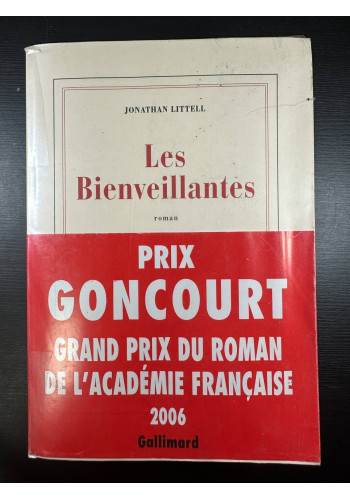 JONATHAN LITTELL
Les
Bienveillantes
roman
PRIX
GONCOURT
GRAND PRIX DU ROMAN
DE L'ACADÉMIE FRANÇAISE
2006
Gallimard